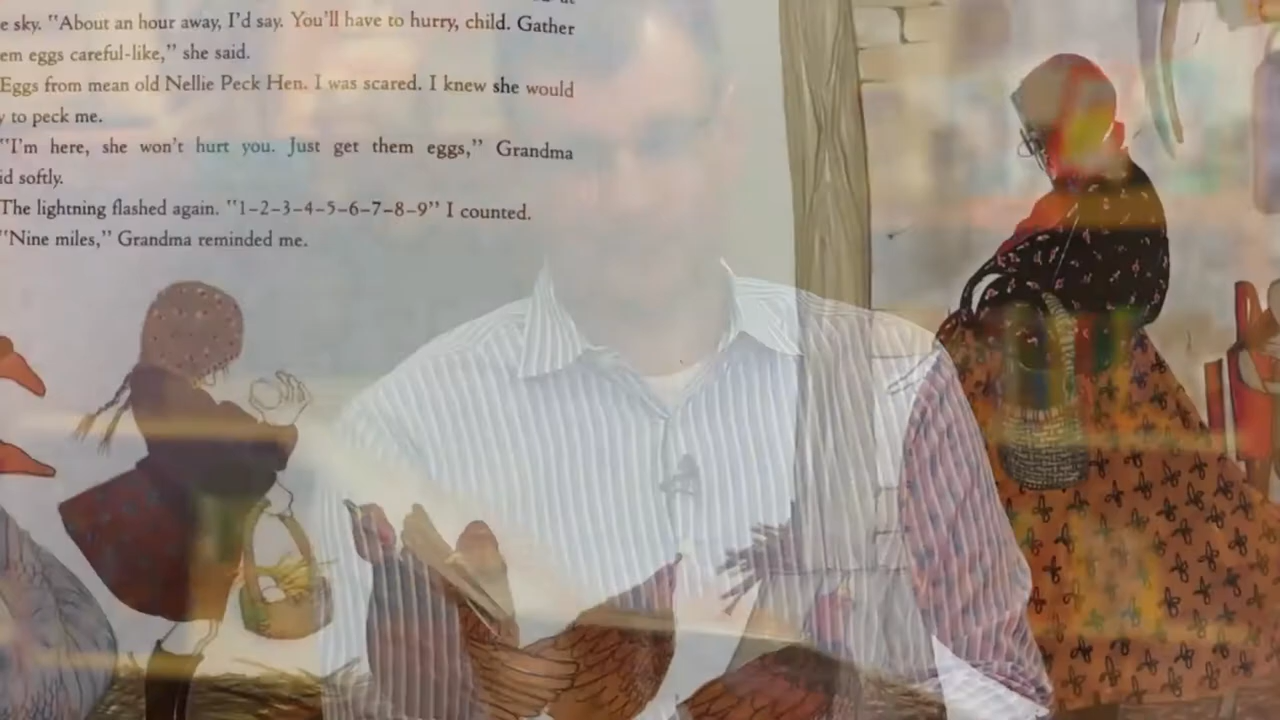 e sky. "About an hour away, I'd say. You'll have to hurry, child. Gather
em eggs careful-like," she said.
Eggs from mean old Nellie Peck Hen. I was scared. I knew she would
y to peck me.
"I'm here, she won't hurt you. Just get them eggs," Grandma
id softly.
The lightning flashed again. "1-2-3-4-5-6-7-8-9" I counted.
"Nine miles," Grandma reminded me.